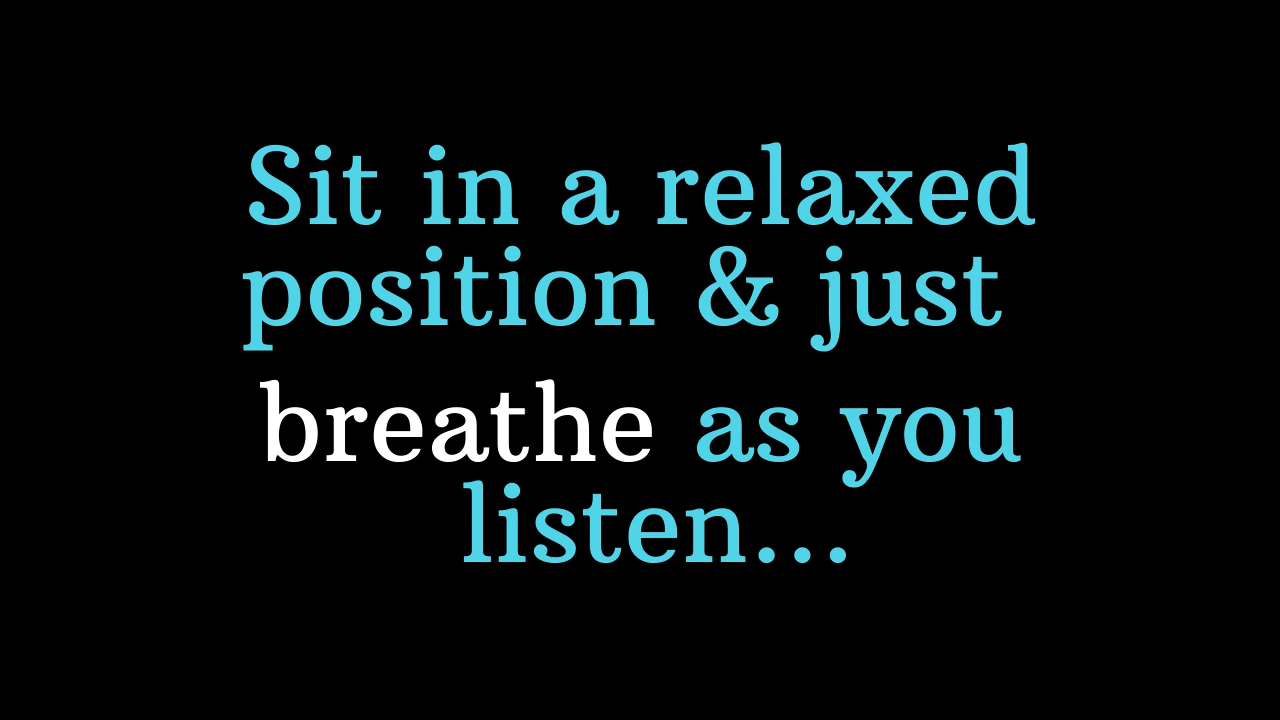 Sit in a relaxed
position & just
breathe as you
listen...